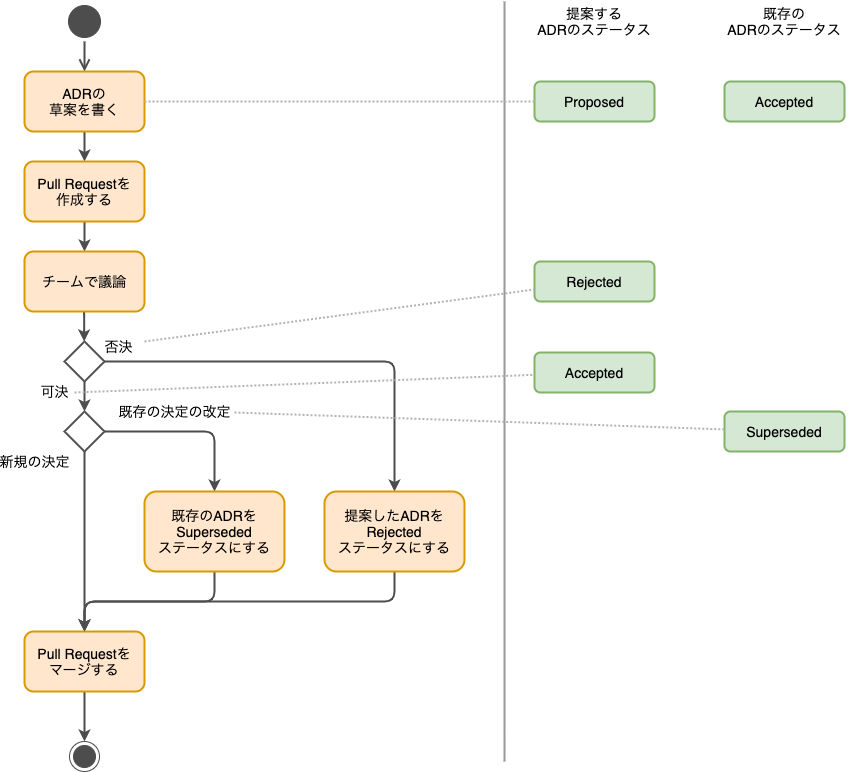 提案する
ADRのステータス
既存の
ADRのステータス
ADRの
草案を書く
Proposed
Accepted
Pull Requestを
作成する
チームで議論
Rejected
否決
Accepted
可決
既存の決定の改定
Superseded
新規の決定
既存のADRを
Superseded
ステータスにする
提案したADRを
Rejected
ステータスにする
Pull Requestを
マージする